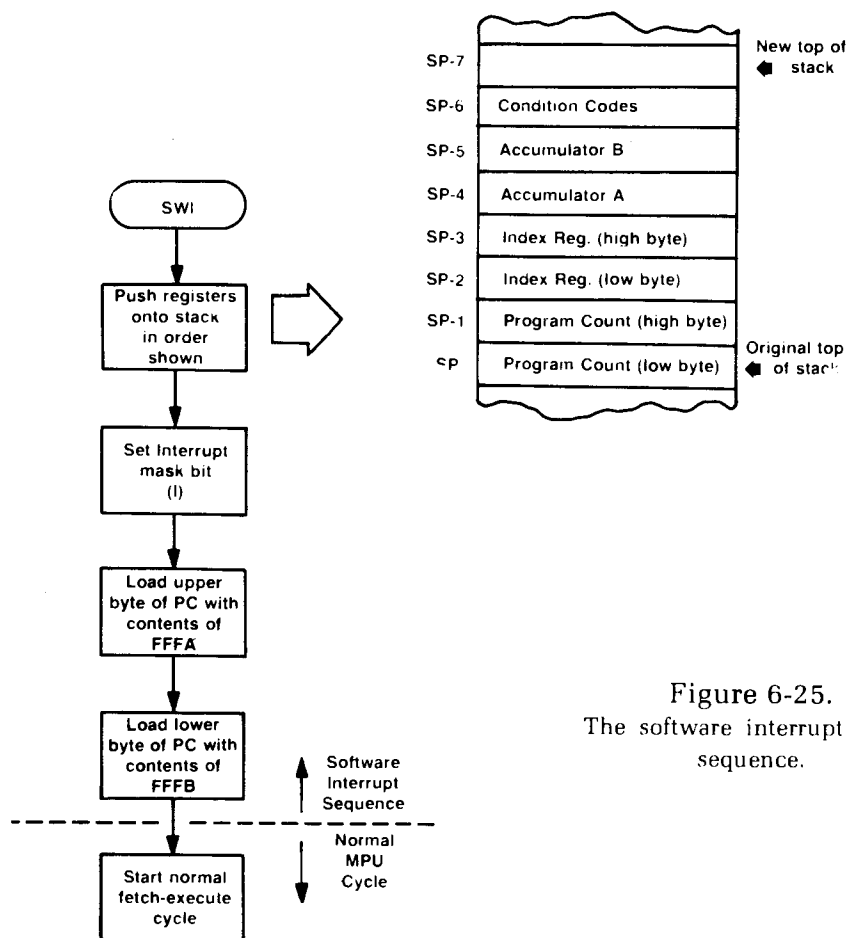 New top of
stack
SP-7
SP-6 Condition Codes
SP-5 Accumulator B
SP-4 Accumulator A
SP-3 Index Reg. (high byte)
SP-2 Index Reg. (low byte)
SP-1 Program Count (high byte)
SP Program Count (low byte)
Original top
of stack
SWI
Push registers
onto stack
in order
shown
Set Interrupt
mask bit
(I)
Load upper
byte of PC with
contents of
FFFA
Load lower
byte of PC with
contents of
FFFB
Software
Interrupt
Sequence
Normal
MPU
Cycle
Start normal
fetch-execute
cycle
Figure 6-25.
The software interrupt
sequence.